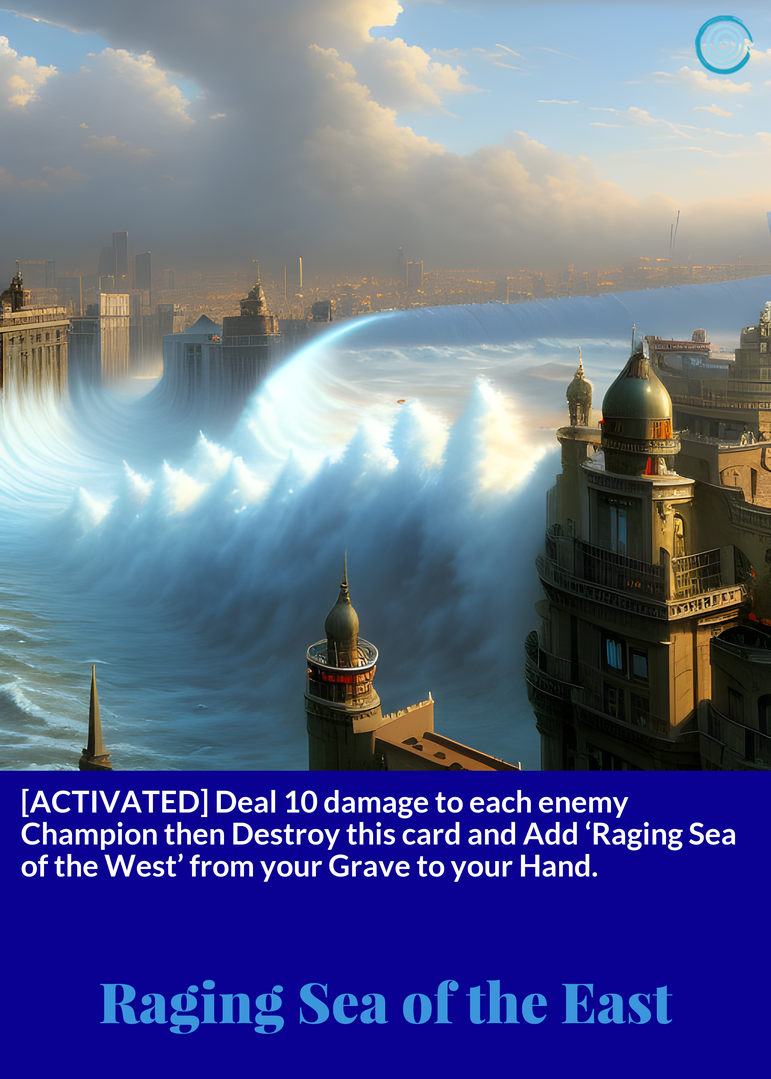 [ACTIVATED] Deal 10 damage to each enemy
Champion then Destroy this card and Add ‘Raging Sea
of the West’ from your Grave to your Hand.
Raging Sea of the East